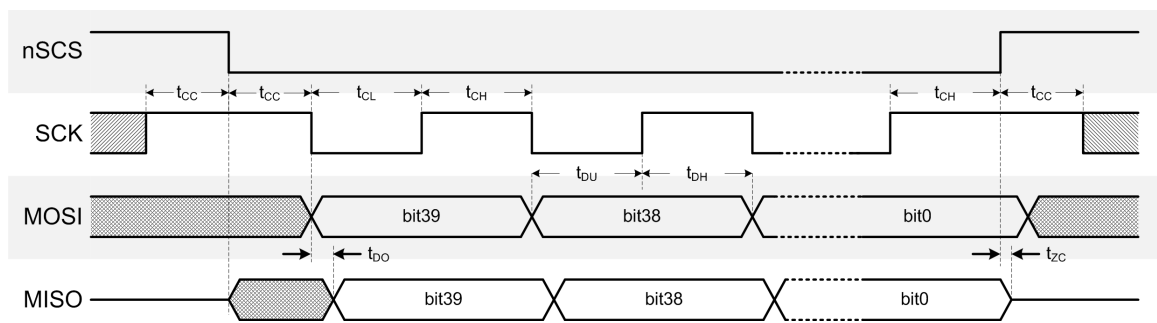 nSCS
tCC tCC tCL tCH tCH tCC
SCK
tDU tDH
MOSI bit39 bit38 bit0
tDO tZC
MISO bit39 bit38 bit0